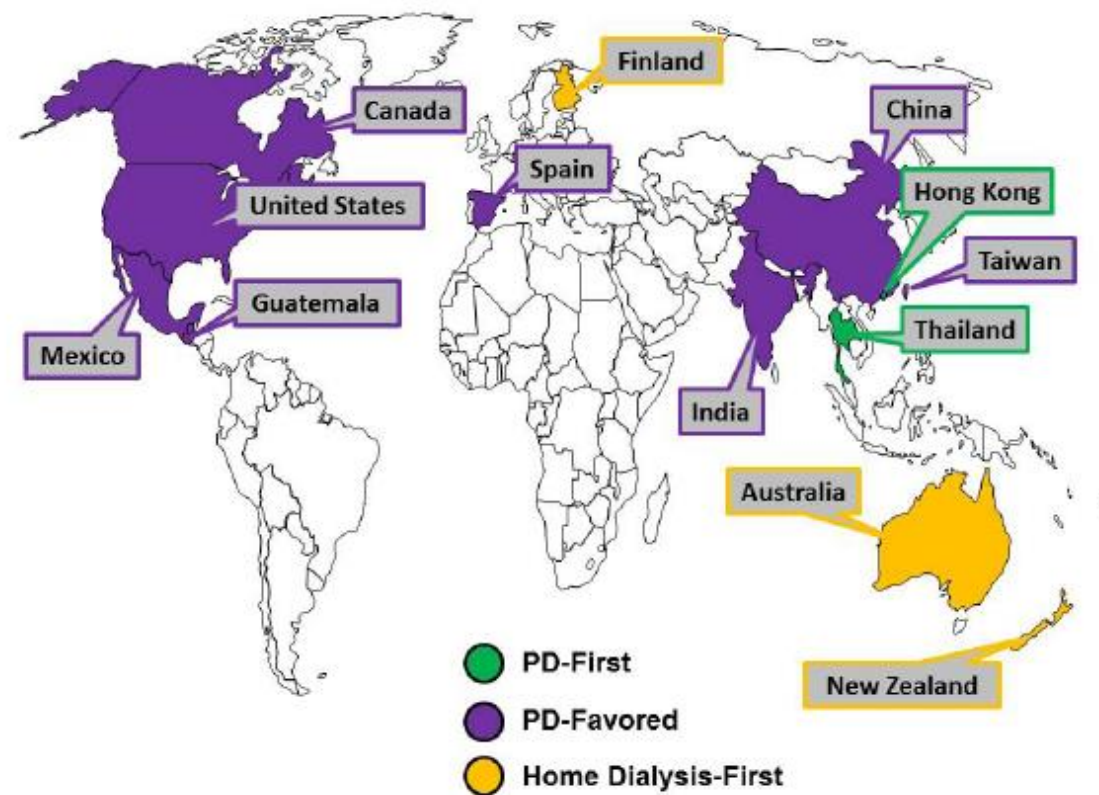 Finland
Canada
China
Spain
Hong Kong
United States
Taiwan
Guatemala
Thailand
Mexico
India
Australia
PD-First
New Zealand
PD-Favored
Home Dialysis-First